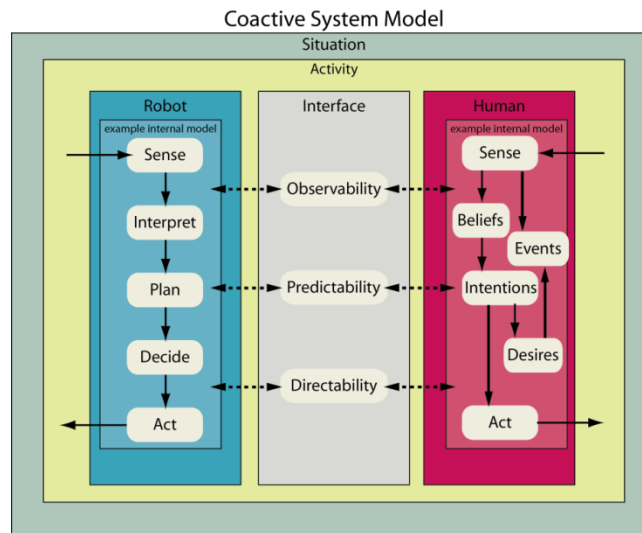 Coactive System Model
Situation
Activity
Robot
example internal model
Sense
Interpret
Plan
Decide
Act
Interface
Observability
Predictability
Directability
Human
example internal model
Sense
Beliefs
Events
Intentions
Desires
Act